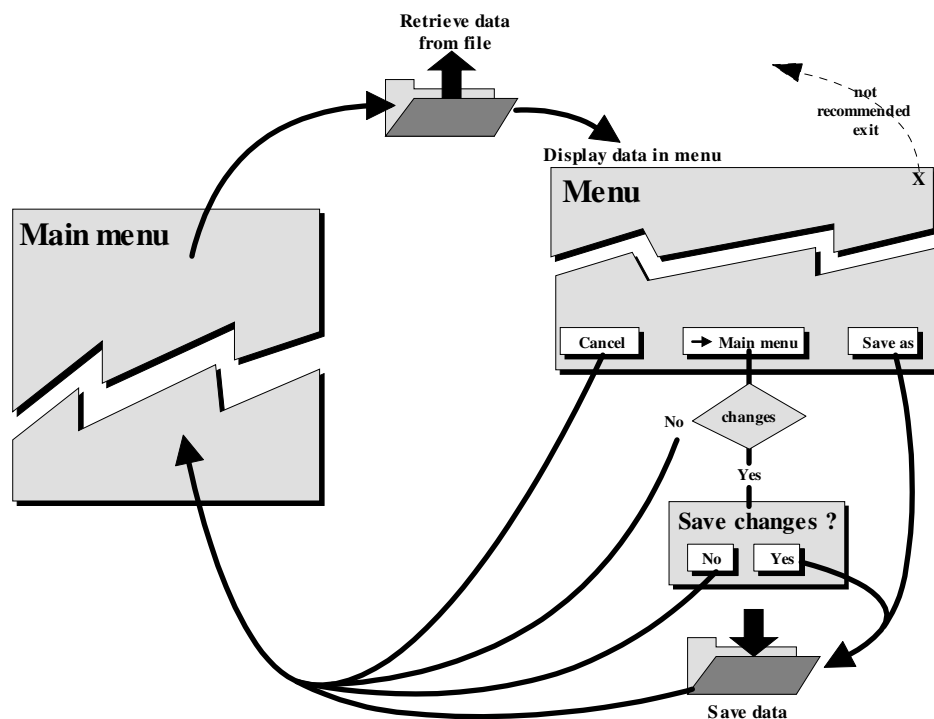 Retrieve data
from file
not
recommended
exit
Display data in menu
X
Menu
Main menu
Cancel
Main menu
Save as
changes
No
Yes
Save changes ?
No
Yes
Save data